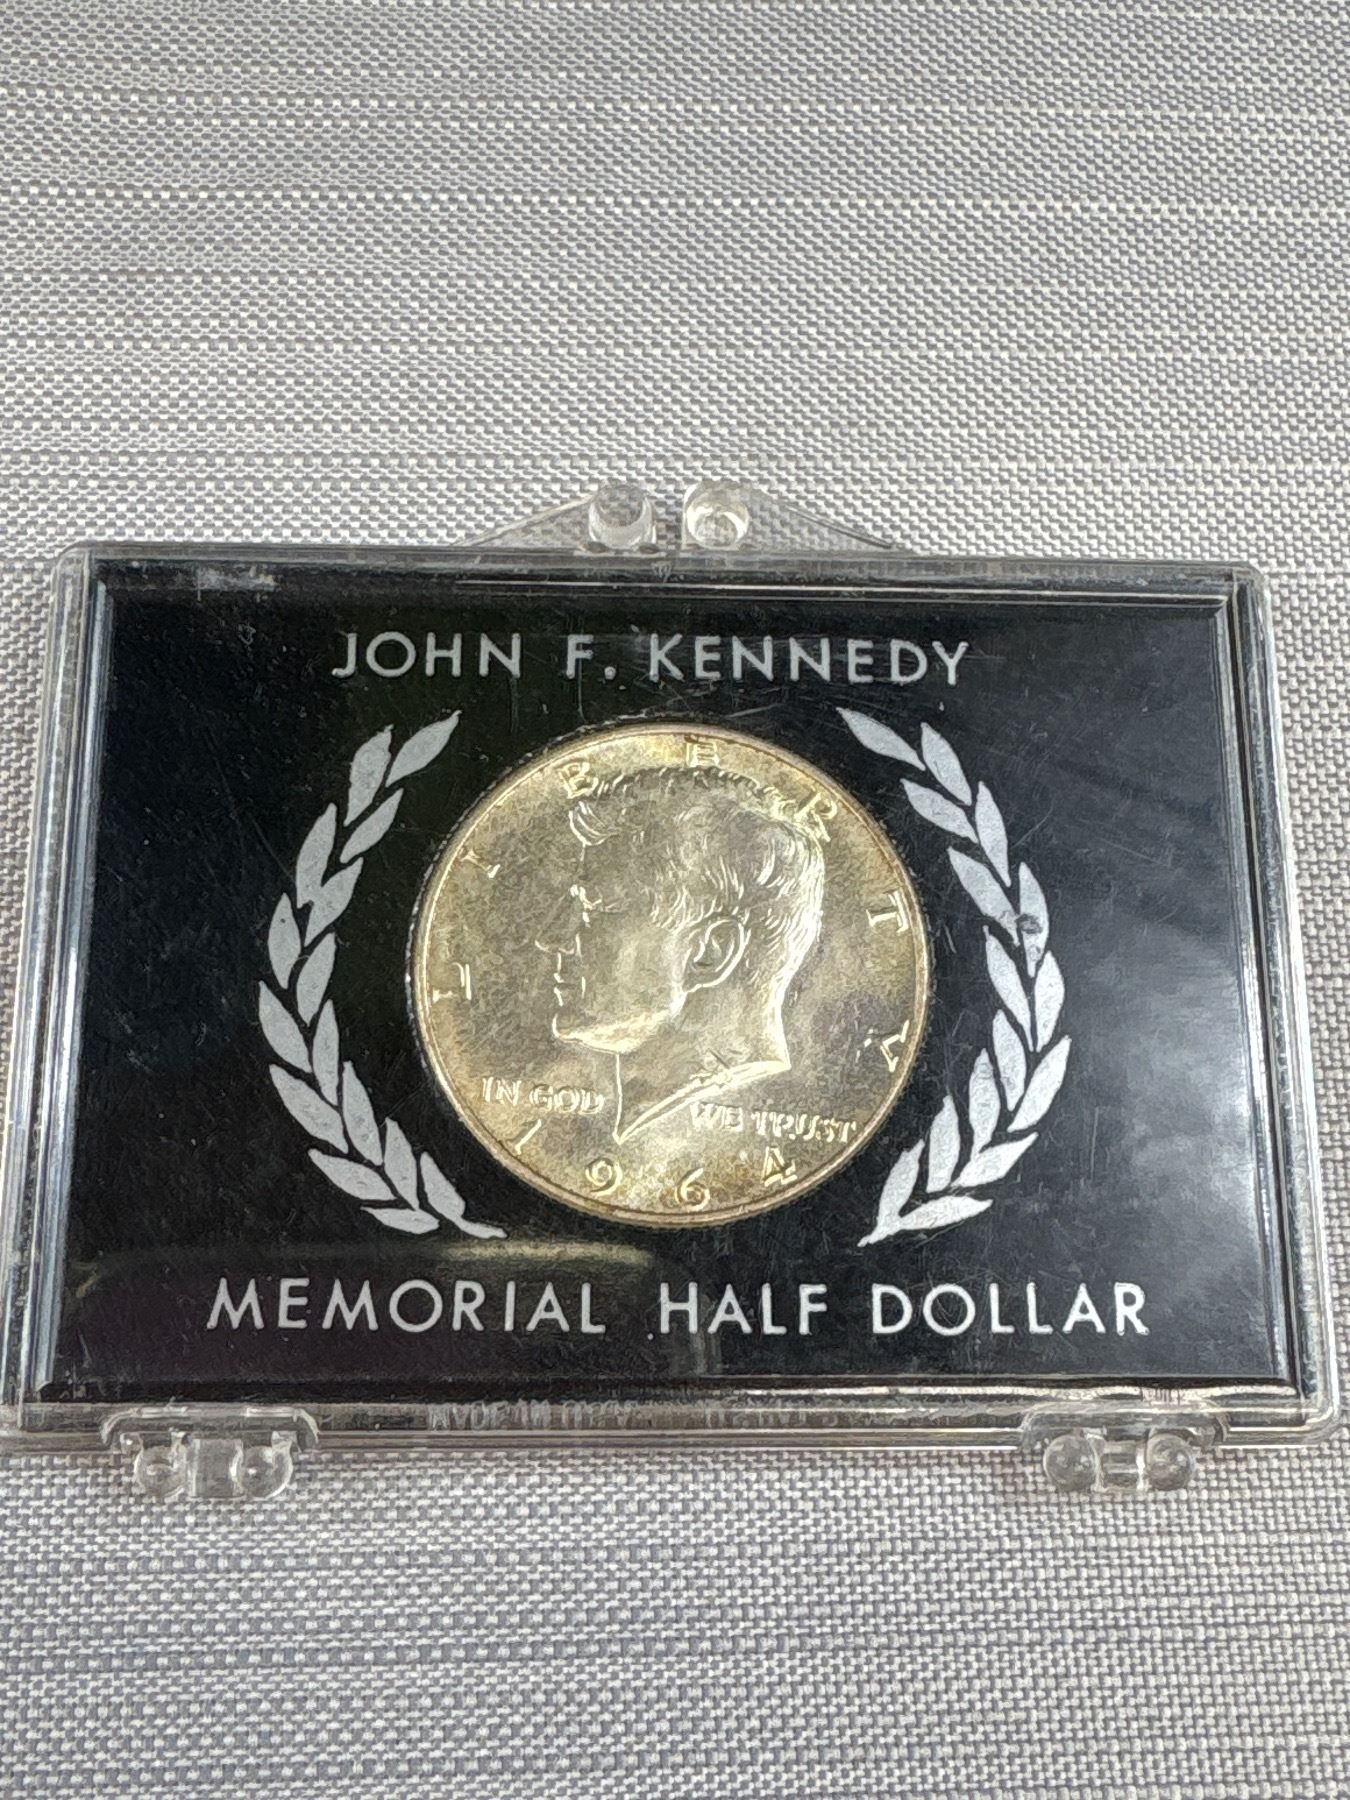 JOHN F. KENNEDY
LIBERTY
IN GOD WE TRUST
1964
MEMORIAL HALF DOLLAR